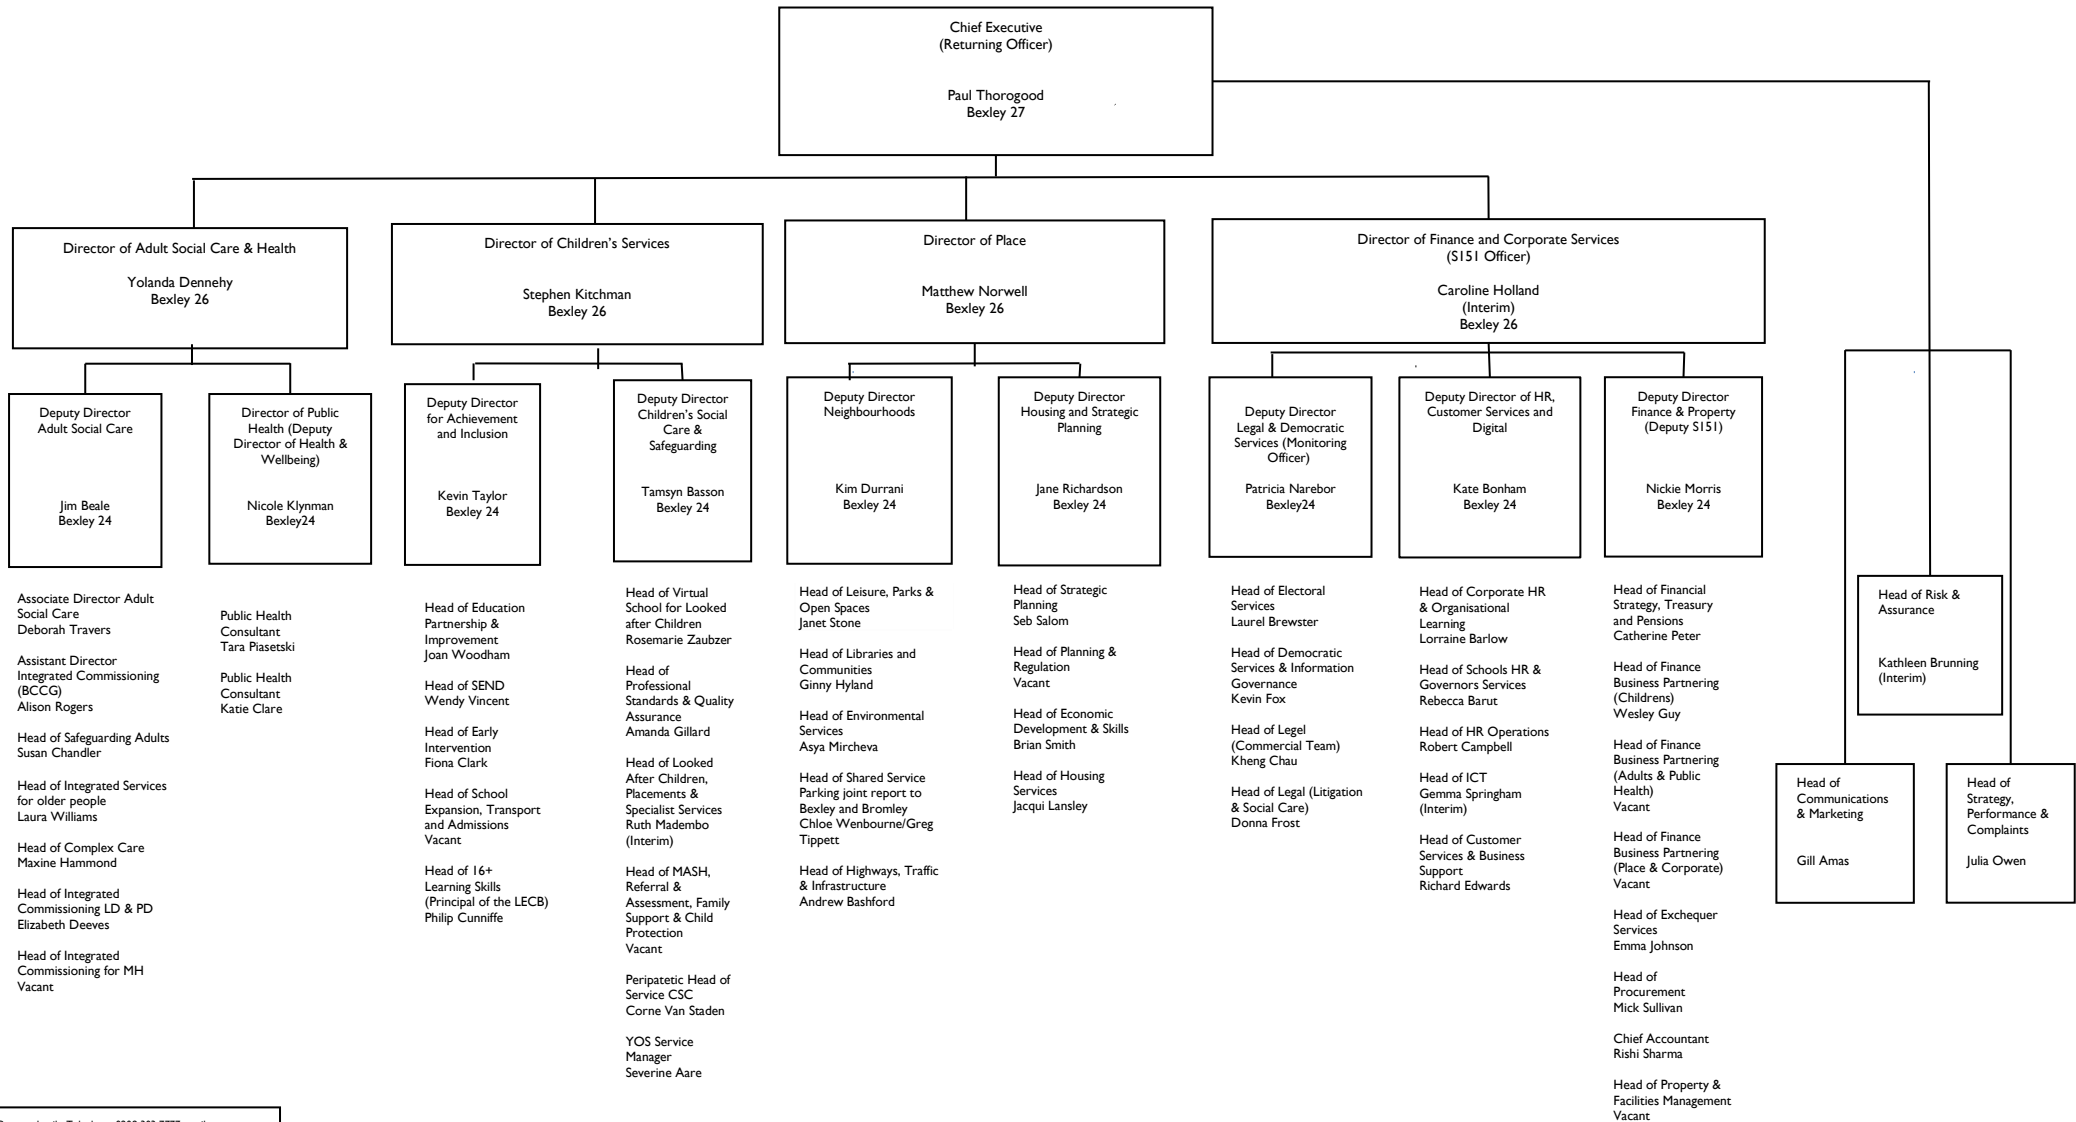 Chief Executive
(Returning Officer)
Paul Thorogood
Bexley 27
Director of Adult Social Care & Health
Yolanda Dennehy
Bexley 26
Director of Children's Services
Stephen Kitchman
Bexley 26
Director of Place
Matthew Norwell
Bexley 26
Director of Finance and Corporate Services
(S151 Officer)
Caroline Holland
(Interim)
Bexley 26
Deputy Director
Adult Social Care
Jim Beale
Bexley 24
Director of Public
Health (Deputy
Director of Health &
Wellbeing)
Nicole Klynman
Bexley24
Deputy Director
for Achievement
and Inclusion
Kevin Taylor
Bexley 24
Deputy Director
Children's Social
Care &
Safeguarding
Tamsyn Basson
Bexley 24
Deputy Director
Neighbourhoods
Kim Durrani
Bexley 24
Deputy Director
Housing and Strategic
Planning
Jane Richardson
Bexley 24
Deputy Director
Legal & Democratic
Services (Monitoring
Officer)
Patricia Narebor
Bexley24
Deputy Director of HR,
Customer Services and
Digital
Kate Bonham
Bexley 24
Deputy Director
Finance & Property
(Deputy S151)
Nickie Morris
Bexley 24
Associate Director Adult
Social Care
Deborah Travers
Assistant Director
Integrated Commissioning
(BCCG)
Alison Rogers
Head of Safeguarding Adults
Susan Chandler
Head of Integrated Services
for older people
Laura Williams
Head of Complex Care
Maxine Hammond
Head of Integrated
Commissioning LD & PD
Elizabeth Deeves
Head of Integrated
Commissioning for MH
Vacant
Public Health
Consultant
Tara Piasetski
Public Health
Consultant
Katie Clare
Head of Education
Partnership &
Improvement
Joan Woodham
Head of SEND
Wendy Vincent
Head of Early
Intervention
Fiona Clark
Head of School
Expansion, Transport
and Admissions
Vacant
Head of 16+
Learning Skills
(Principal of the LECB)
Philip Cunniffe
Head of Virtual
School for Looked
after Children
Rosemarie Zaubzer
Head of
Professional
Standards & Quality
Assurance
Amanda Gillard
Head of Looked
After Children,
Placements &
Specialist Services
Ruth Madembo
(Interim)
Head of MASH,
Referral &
Assessment, Family
Support & Child
Protection
Vacant
Peripatetic Head of
Service CSC
Corne Van Staden
YOS Service
Manager
Severine Aare
Head of Leisure, Parks &
Open Spaces
Janet Stone
Head of Libraries and
Communities
Ginny Hyland
Head of Environmental
Services
Asya Mircheva
Head of Shared Service
Parking joint report to
Bexley and Bromley
Chloe Wenbourne/Greg
Tippett
Head of Highways, Traffic
& Infrastructure
Andrew Bashford
Head of Strategic
Planning
Seb Salom
Head of Planning &
Regulation
Vacant
Head of Economic
Development & Skills
Brian Smith
Head of Housing
Services
Jacqui Lansley
Head of Electoral
Services
Laurel Brewster
Head of Democratic
Services & Information
Governance
Kevin Fox
Head of Legel
(Commercial Team)
Kheng Chau
Head of Legal (Litigation
& Social Care)
Donna Frost
Head of Corporate HR
& Organisational
Learning
Lorraine Barlow
Head of Schools HR &
Governors Services
Rebecca Barut
Head of HR Operations
Robert Campbell
Head of ICT
Gemma Springham
(Interim)
Head of Customer
Services & Business
Support
Richard Edwards
Head of Financial
Strategy, Treasury
and Pensions
Catherine Peter
Head of Finance
Business Partnering
(Childrens)
Wesley Guy
Head of Finance
Business Partnering
(Adults & Public
Health)
Vacant
Head of Finance
Business Partnering
(Place & Corporate)
Vacant
Head of Exchequer
Services
Emma Johnson
Head of
Procurement
Mick Sullivan
Chief Accountant
Rishi Sharma
Head of Property &
Facilities Management
Vacant
Head of Risk &
Assurance
Kathleen Brunning
(Interim)
Head of
Communications
& Marketing
Gill Amas
Head of
Strategy,
Performance &
Complaints
Julia Owen